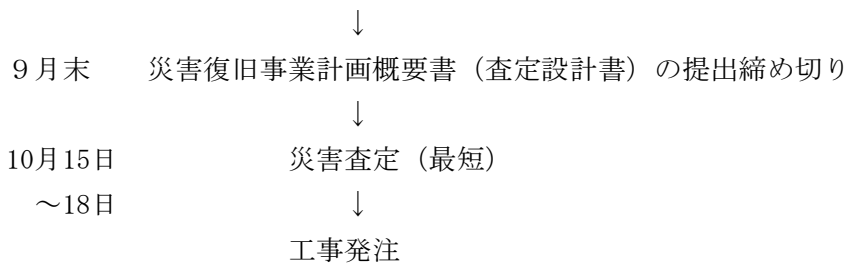 ↓
９月末　　災害復旧事業計画概要書（査定設計書）の提出締め切り
↓
10月15日　　災害査定（最短）
～18日　　↓
工事発注